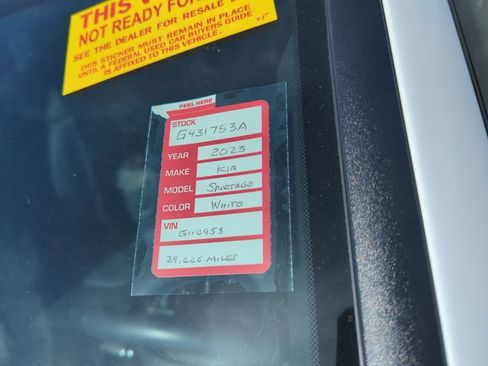 THIS
NOT READY FOR
SEE THE DEALER FOR RESALE
THIS STICKER MUST REMAIN IN PLACE
UNTIL A FEDERAL USED CAR BUYERS GUIDE
IS AFFIXED TO THIS VEHICLE.
PEEL HERE
STOCK
G431753A
YEAR 2023
MAKE KIA
MODEL SPORTAGE
COLOR WHITE
VIN
G110953
29,626 MILES